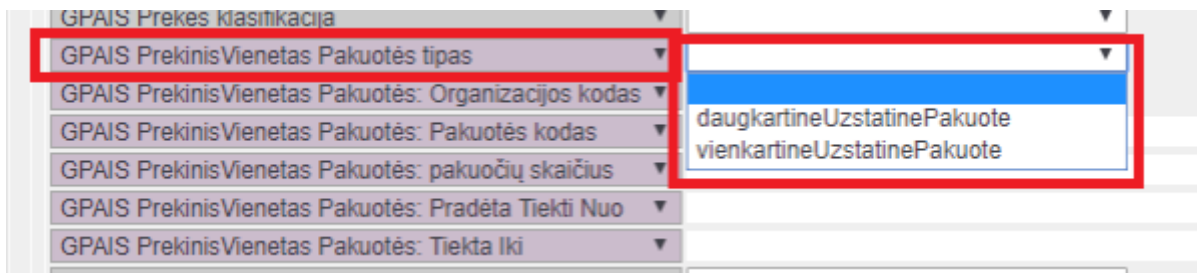 GPAIS Prekės klasifikacija
GPAIS PrekinisVienetas Pakuotės tipas
GPAIS PrekinisVienetas Pakuotės: Organizacijos kodas
daugkartineUzstatinePakuote
GPAIS PrekinisVienetas Pakuotės: Pakuotės kodas
vienkartineUzstatinePakuote
GPAIS PrekinisVienetas Pakuotės: pakuočių skaičius
GPAIS PrekinisVienetas Pakuotės: Pradėta Tiekti Nuo
GPAIS PrekinisVienetas Pakuotės: Tiekta Iki